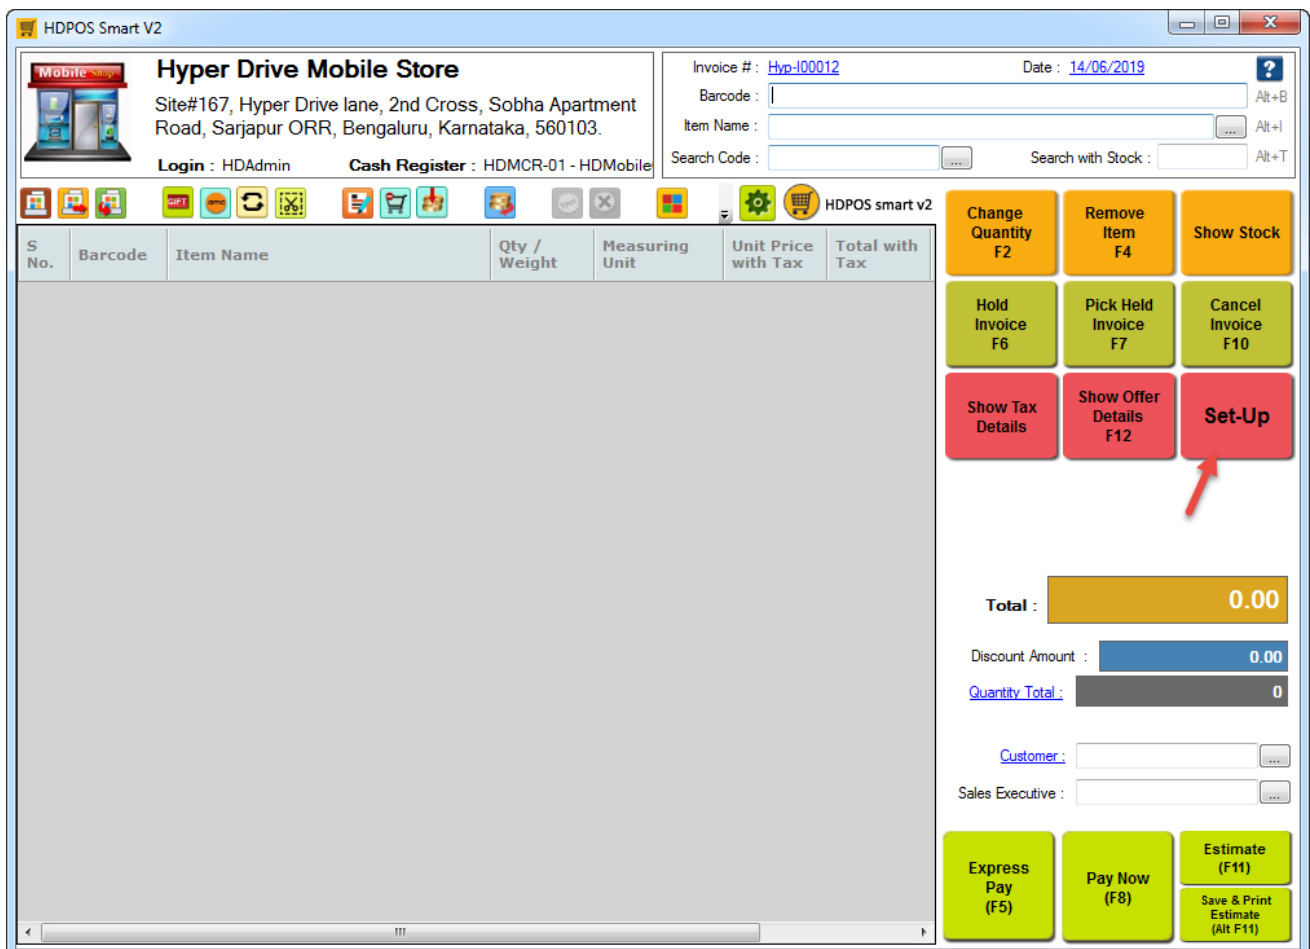 HDPOS Smart V2
Mobile Shop
Hyper Drive Mobile Store
Site#167, Hyper Drive lane, 2nd Cross, Sobha Apartment
Road, Sarjapur ORR, Bengaluru, Karnataka, 560103.
Login : HDAdmin Cash Register : HDMCR-01 - HDMobile
Invoice # : Hyp-I00012 Date : 14/06/2019 ?
Barcode : Alt+B
Item Name : ... Alt+I
Search Code : ... Search with Stock : Alt+T
GIFT amc Spot HDPOS smart v2
S No. Barcode Item Name Qty / Weight Measuring Unit Unit Price with Tax Total with Tax
Change
Quantity
F2
Remove
Item
F4
Show Stock
Hold
Invoice
F6
Pick Held
Invoice
F7
Cancel
Invoice
F10
Show Tax
Details
Show Offer
Details
F12
Set-Up
Total : 0.00
Discount Amount : 0.00
Quantity Total : 0
Customer : ...
Sales Executive : ...
Express
Pay
(F5)
Pay Now
(F8)
Estimate
(F11)
Save & Print
Estimate
(Alt F11)